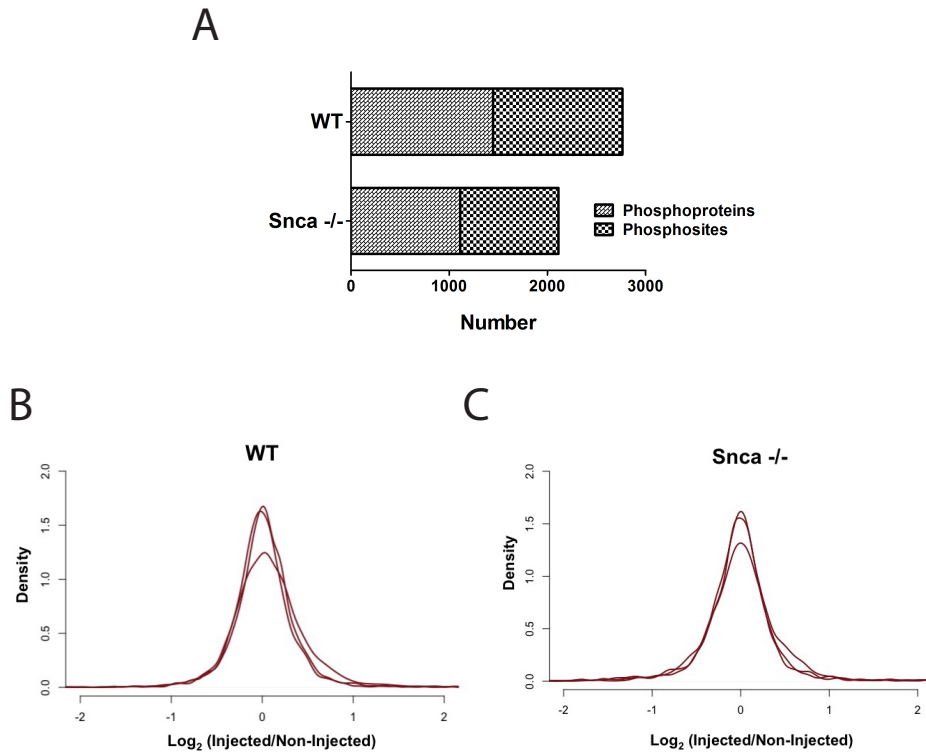 A
WT
Snca -/-
Phosphoproteins
Phosphosites
0 1000 2000 3000
Number
B
WT
2.0
1.5
1.0
0.5
0.0
Density
-2 -1 0 1 2
Log₂ (Injected/Non-Injected)
C
Snca -/-
2.0
1.5
1.0
0.5
0.0
Density
-2 -1 0 1 2
Log₂ (Injected/Non-Injected)